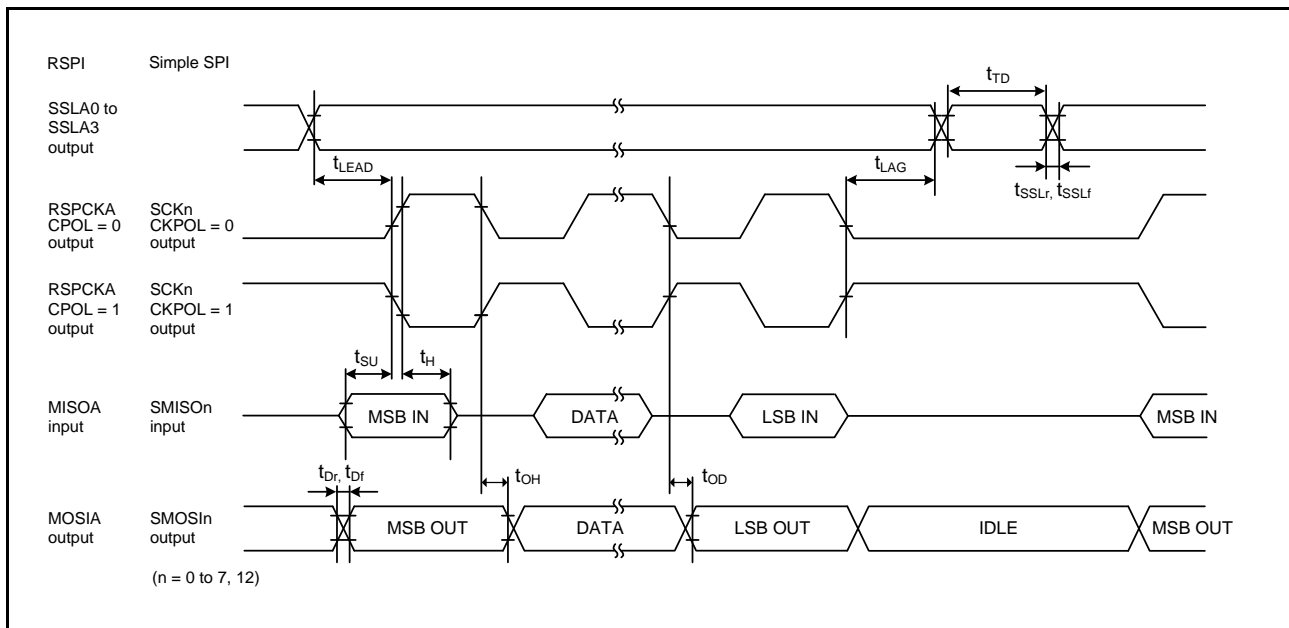 RSPI Simple SPI
SSLA0 to
SSLA3
output
tTD
tLEAD
tLAG
tSSLr, tSSLf
RSPCKA SCKn
CPOL = 0 CKPOL = 0
output output
RSPCKA SCKn
CPOL = 1 CKPOL = 1
output output
tSU tH
MISOA SMISOn
input input
MSB IN DATA LSB IN MSB IN
tDr, tDf tOH tOD
MOSIA SMOSIn
output output
MSB OUT DATA LSB OUT IDLE MSB OUT
(n = 0 to 7, 12)